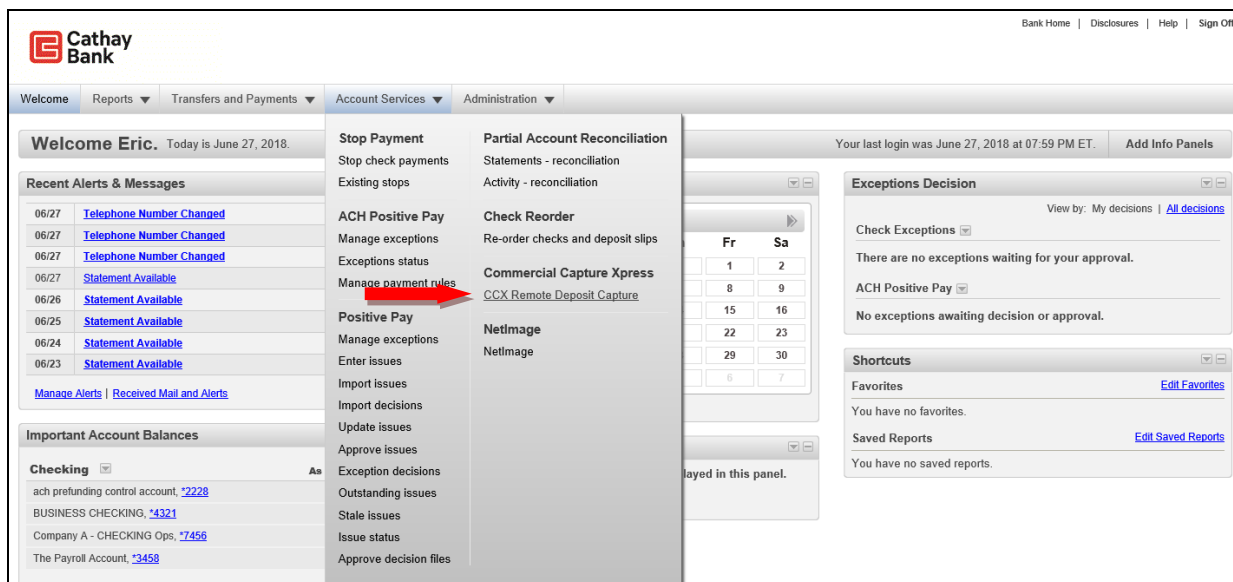 Bank Home | Disclosures | Help | Sign Off
Cathay
Bank
Welcome Reports Transfers and Payments Account Services Administration
Welcome Eric. Today is June 27, 2018.
Your last login was June 27, 2018 at 07:59 PM ET. Add Info Panels
Recent Alerts & Messages
06/27 Telephone Number Changed
06/27 Telephone Number Changed
06/27 Telephone Number Changed
06/27 Statement Available
06/26 Statement Available
06/25 Statement Available
06/24 Statement Available
06/23 Statement Available
Manage Alerts | Received Mail and Alerts
Important Account Balances
Checking As
ach prefunding control account, *2228
BUSINESS CHECKING, *4321
Company A - CHECKING Ops, *7456
The Payroll Account, *3458
Stop Payment
Stop check payments
Existing stops
ACH Positive Pay
Manage exceptions
Exceptions status
Manage payment rules
Positive Pay
Manage exceptions
Enter issues
Import issues
Import decisions
Update issues
Approve issues
Exception decisions
Outstanding issues
Stale issues
Issue status
Approve decision files
Partial Account Reconciliation
Statements - reconciliation
Activity - reconciliation
Check Reorder
Re-order checks and deposit slips
Commercial Capture Xpress
CCX Remote Deposit Capture
NetImage
NetImage
Fr Sa
1 2
8 9
15 16
22 23
29 30
6 7
layed in this panel.
Exceptions Decision
View by: My decisions | All decisions
Check Exceptions
There are no exceptions waiting for your approval.
ACH Positive Pay
No exceptions awaiting decision or approval.
Shortcuts
Favorites Edit Favorites
You have no favorites.
Saved Reports Edit Saved Reports
You have no saved reports.